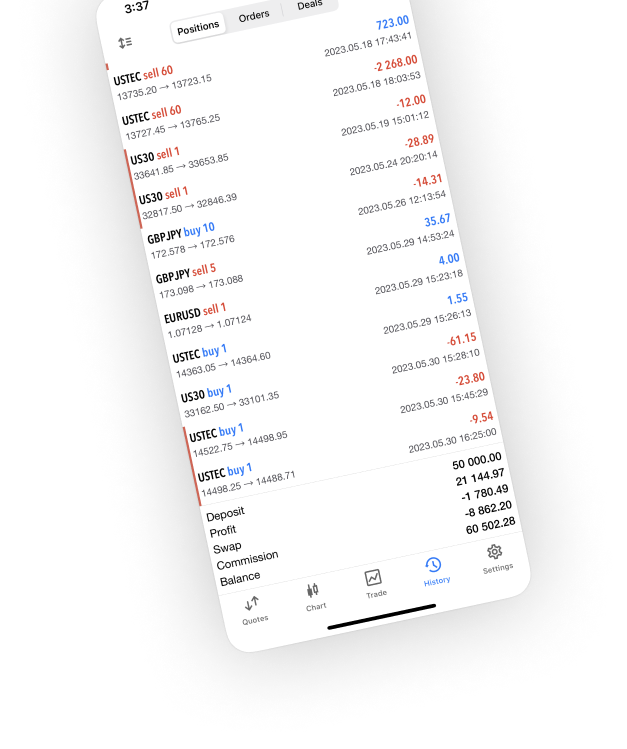 3:37
Positions Orders Deals
723.00
USTEC sell 60 2023.05.18 17:43:41
13735.20 → 13723.15 -2 268.00
USTEC sell 60 2023.05.18 18:03:53
13727.45 → 13765.25 -12.00
US30 sell 1 2023.05.19 15:01:12
33641.85 → 33653.85 -28.89
US30 sell 1 2023.05.24 20:20:14
32817.50 → 32846.39 -14.31
GBPJPY buy 10 2023.05.26 12:13:54
172.578 → 172.576 35.67
GBPJPY sell 5 2023.05.29 14:53:24
173.098 → 173.088 4.00
EURUSD sell 1 2023.05.29 15:23:18
1.07128 → 1.07124 1.55
USTEC buy 1 2023.05.29 15:26:13
14363.05 → 14364.60 -61.15
US30 buy 1 2023.05.30 15:28:10
33162.50 → 33101.35 -23.80
USTEC buy 1 2023.05.30 15:45:29
14522.75 → 14498.95 -9.54
USTEC buy 1 2023.05.30 16:25:00
14498.25 → 14488.71
Deposit 50 000.00
Profit 21 144.97
Swap -1 780.49
Commission -8 862.20
Balance 60 502.28
Quotes Chart Trade History Settings